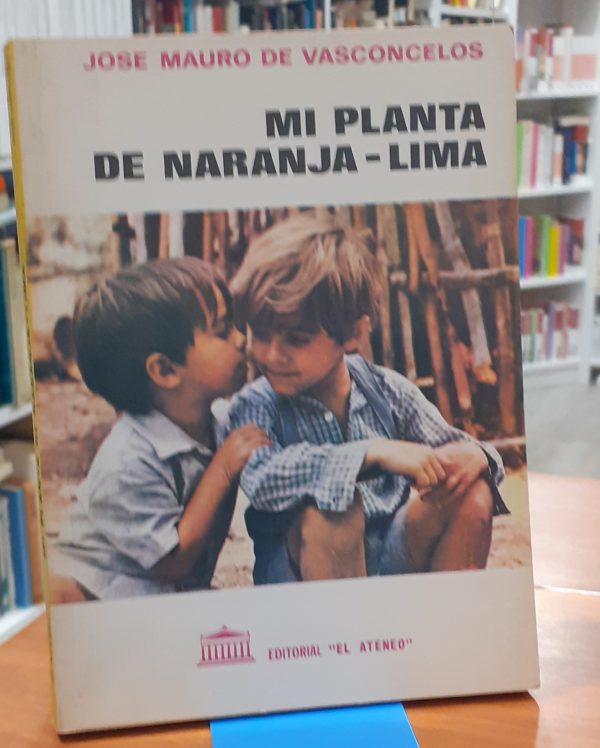 JOSE MAURO DE VASCONCELOS
MI PLANTA
DE NARANJA-LIMA
EDITORIAL "EL ATENEO"